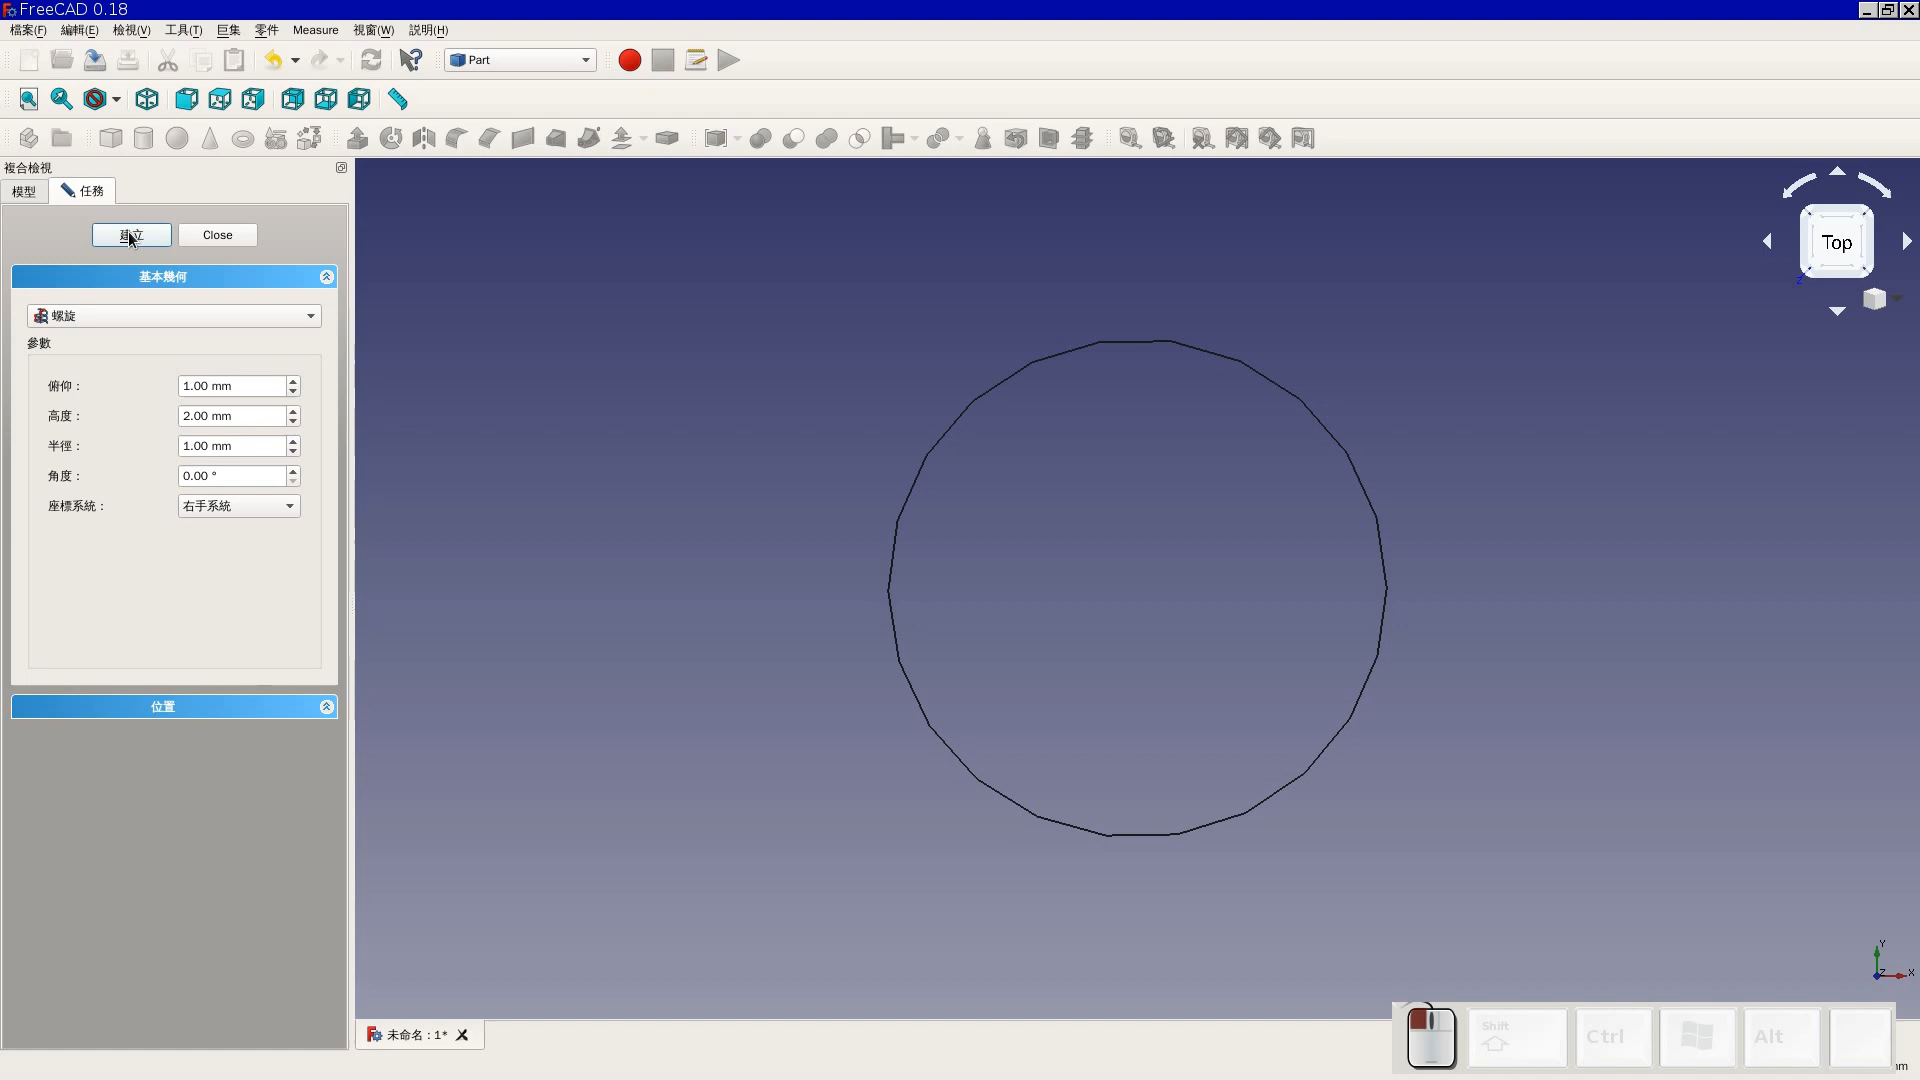 FreeCAD 0.18
檔案(F) 編輯(E) 檢視(V) 工具(T) 巨集 零件 Measure 視窗(W) 説明(H)
Part
複合檢視
模型 任務
建立 Close
基本幾何
螺旋
參數
俯仰： 1.00 mm
高度： 2.00 mm
半徑： 1.00 mm
角度： 0.00 °
座標系統： 右手系統
位置
Top
Z
Y
Z X
未命名 : 1*
Shift Ctrl Alt